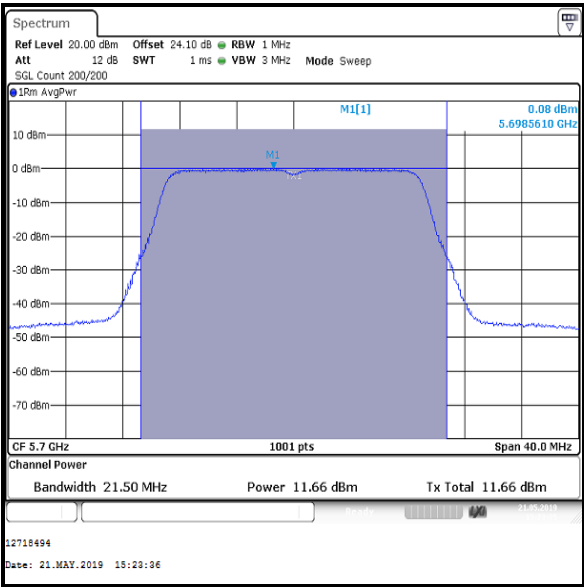 Spectrum
Ref Level 20.00 dBm Offset 24.10 dB RBW 1 MHz
Att 12 dB SWT 1 ms VBW 3 MHz Mode Sweep
SGL Count 200/200
1Rm AvgPwr
M1[1] 0.08 dBm
5.6985610 GHz
10 dBm
M1
0 dBm
-10 dBm
-20 dBm
-30 dBm
-40 dBm
-50 dBm
-60 dBm
-70 dBm
CF 5.7 GHz 1001 pts Span 40.0 MHz
Channel Power
Bandwidth 21.50 MHz Power 11.66 dBm Tx Total 11.66 dBm
Ready 21.05.2019
12718494
Date: 21.MAY.2019 15:23:36